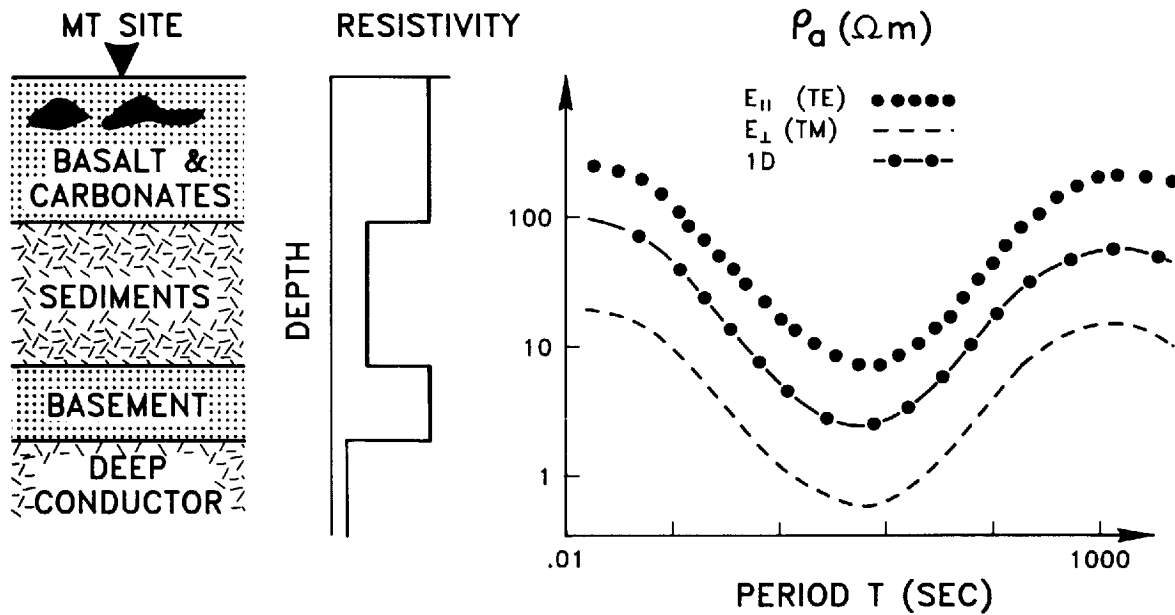 MT SITE
BASALT &
CARBONATES
SEDIMENTS
BASEMENT
DEEP
CONDUCTOR
RESISTIVITY
DEPTH
ρa (Ωm)
E|| (TE)
E⊥ (TM)
1D
100
10
1
.01
1000
PERIOD T (SEC)